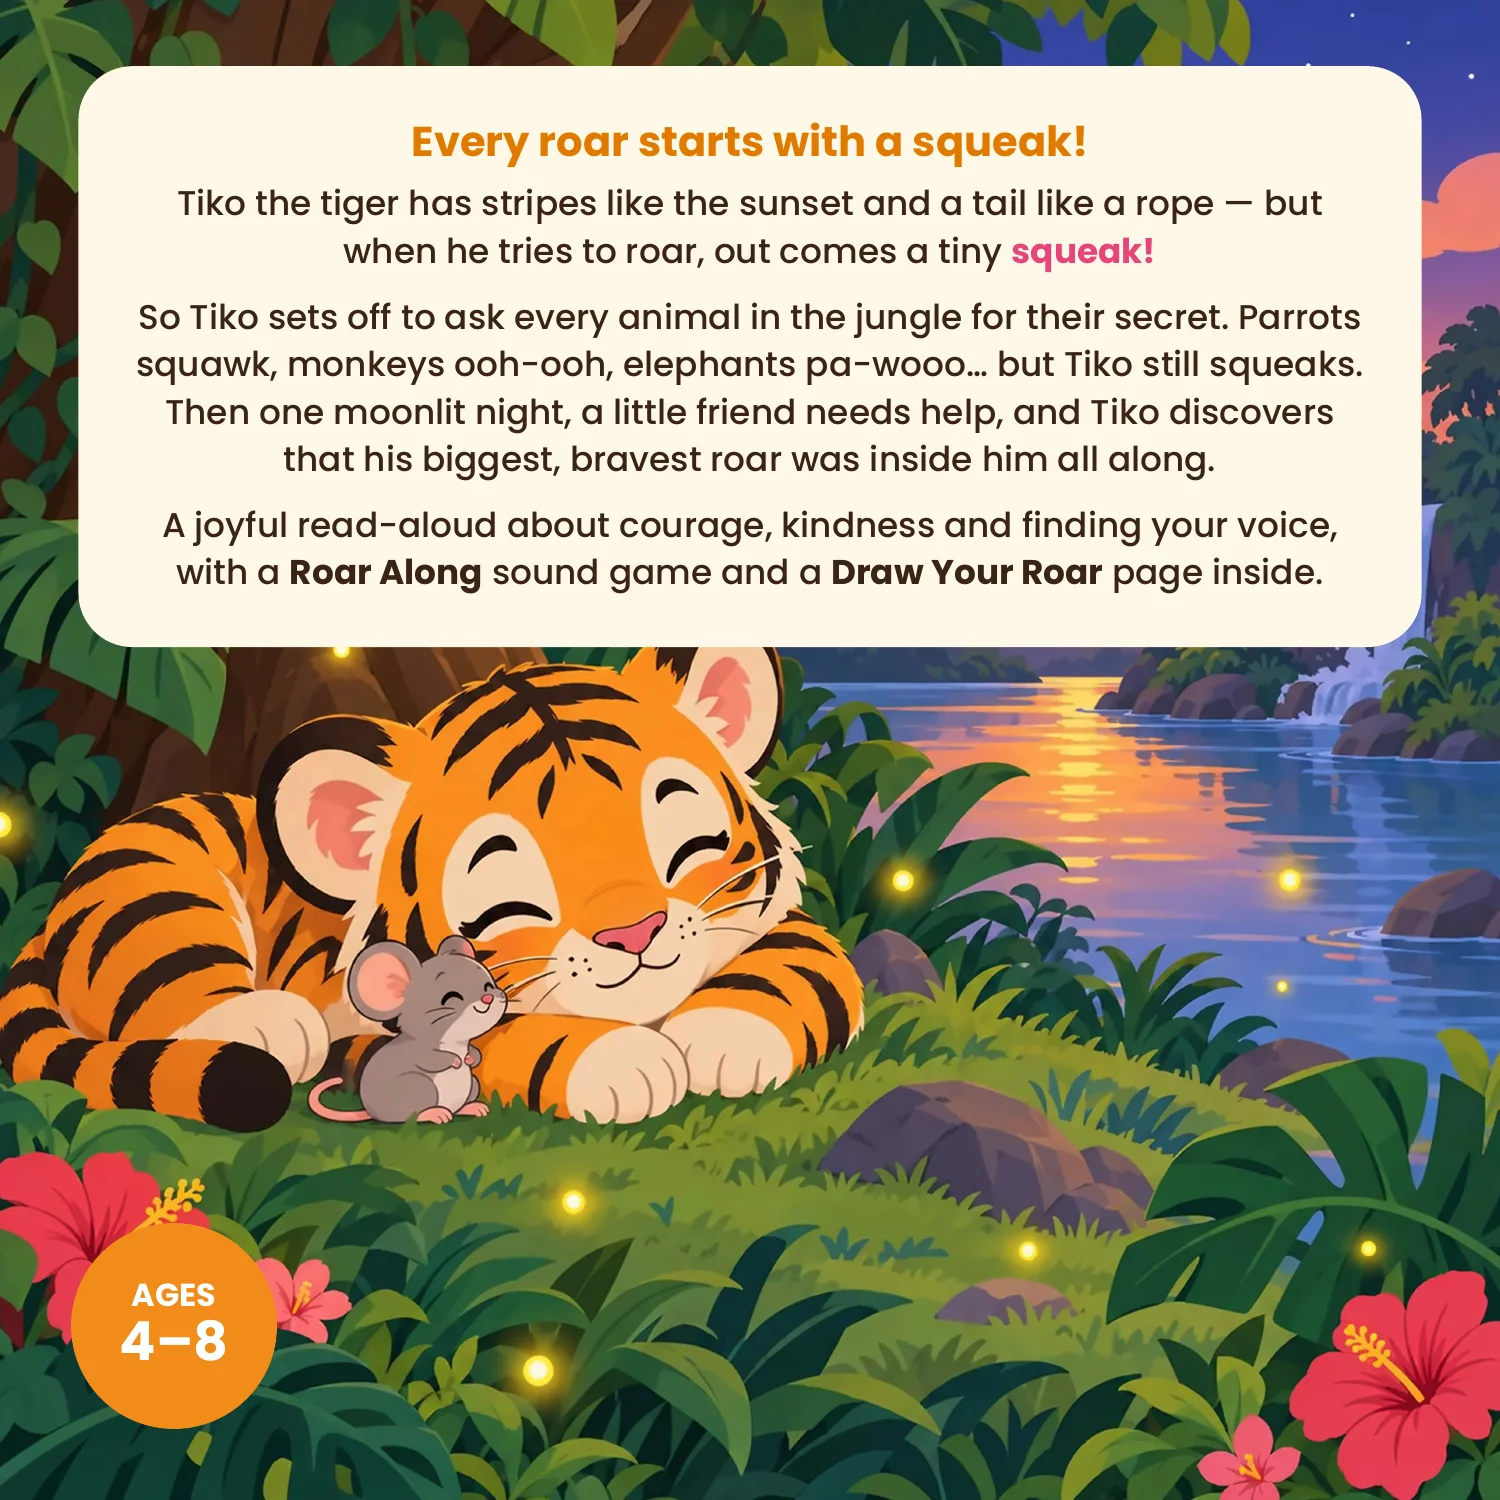 Every roar starts with a squeak!
Tiko the tiger has stripes like the sunset and a tail like a rope — but
when he tries to roar, out comes a tiny squeak!
So Tiko sets off to ask every animal in the jungle for their secret. Parrots
squawk, monkeys ooh-ooh, elephants pa-wooo... but Tiko still squeaks.
Then one moonlit night, a little friend needs help, and Tiko discovers
that his biggest, bravest roar was inside him all along.
A joyful read-aloud about courage, kindness and finding your voice,
with a Roar Along sound game and a Draw Your Roar page inside.
AGES
4–8